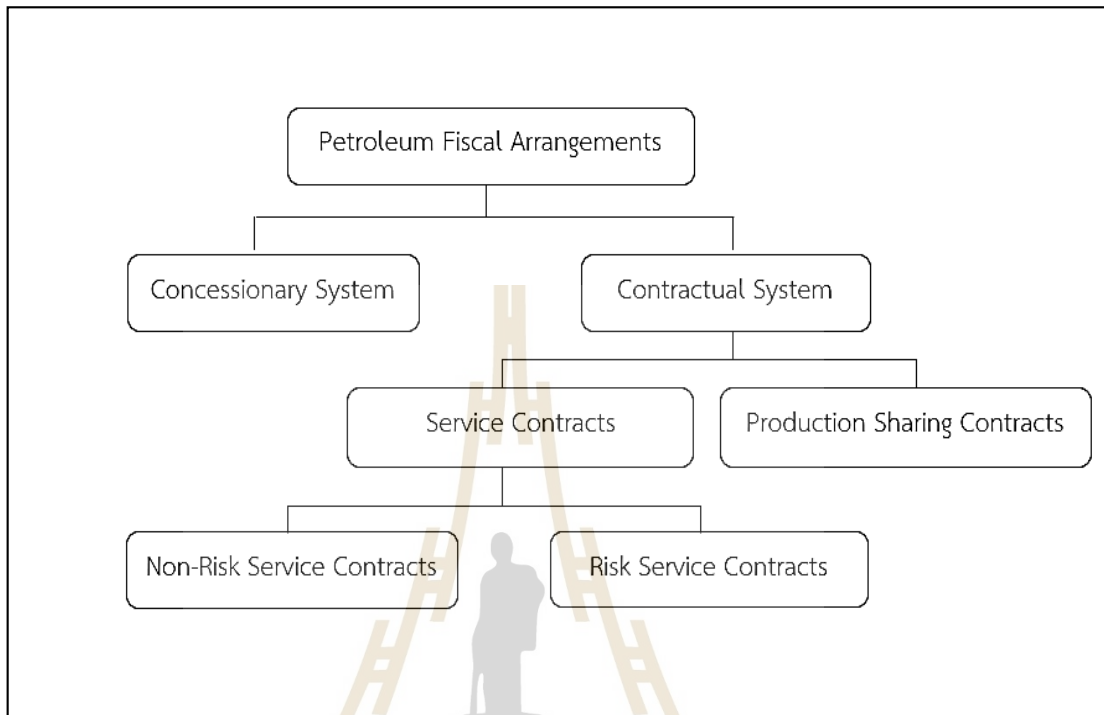 Petroleum Fiscal Arrangements
Concessionary System
Contractual System
Service Contracts
Production Sharing Contracts
Non-Risk Service Contracts
Risk Service Contracts